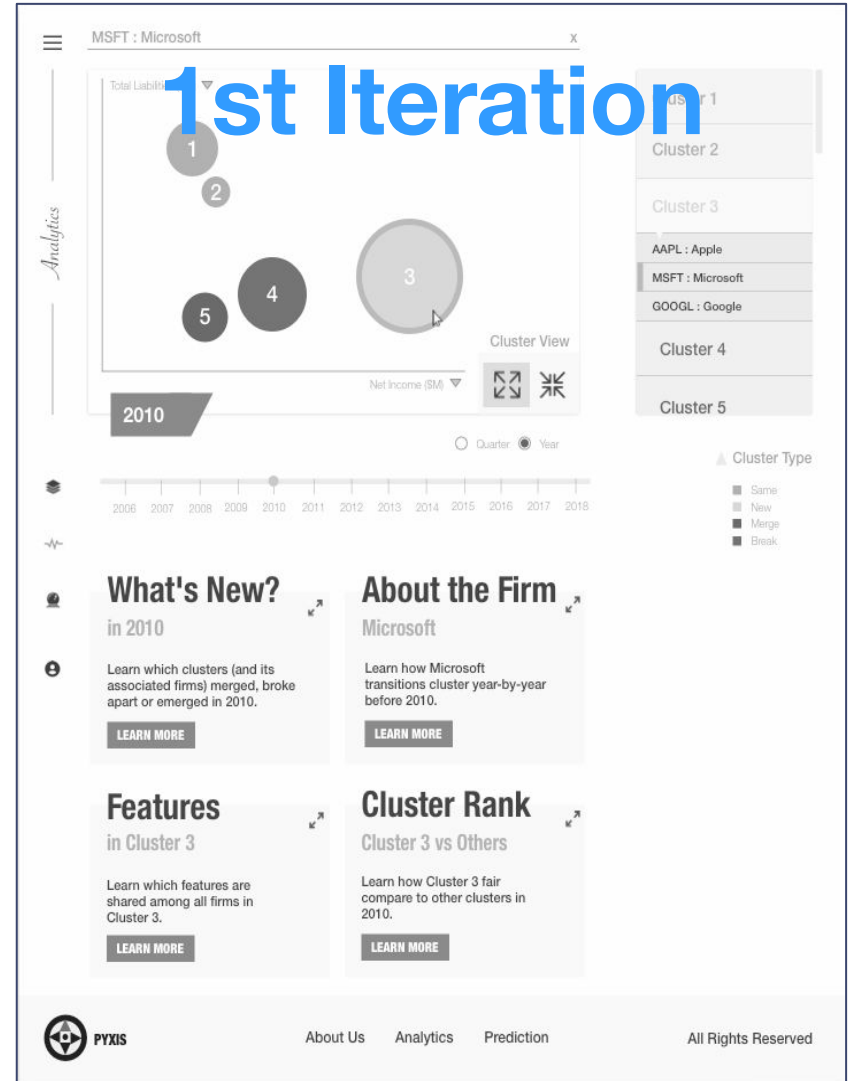 MSFT : Microsoft
x
1st Iteration
Total
1
2
3
4
5
Cluster View
Net Income ($M)
2010
Quarter
Year
2006 2007 2008 2009 2010 2011 2012 2013 2014 2015 2016 2017 2018
Analytics
Cluster 2
Cluster 3
AAPL : Apple
MSFT : Microsoft
GOOGL : Google
Cluster 4
Cluster 5
Cluster Type
Same
New
Merge
Break
What's New?
in 2010
Learn which clusters (and its
associated firms) merged, broke
apart or emerged in 2010.
LEARN MORE
About the Firm
Microsoft
Learn how Microsoft
transitions cluster year-by-year
before 2010.
LEARN MORE
Features
in Cluster 3
Learn which features are
shared among all firms in
Cluster 3.
LEARN MORE
Cluster Rank
Cluster 3 vs Others
Learn how Cluster 3 fair
compare to other clusters in
2010.
LEARN MORE
PYXIS
About Us
Analytics
Prediction
All Rights Reserved